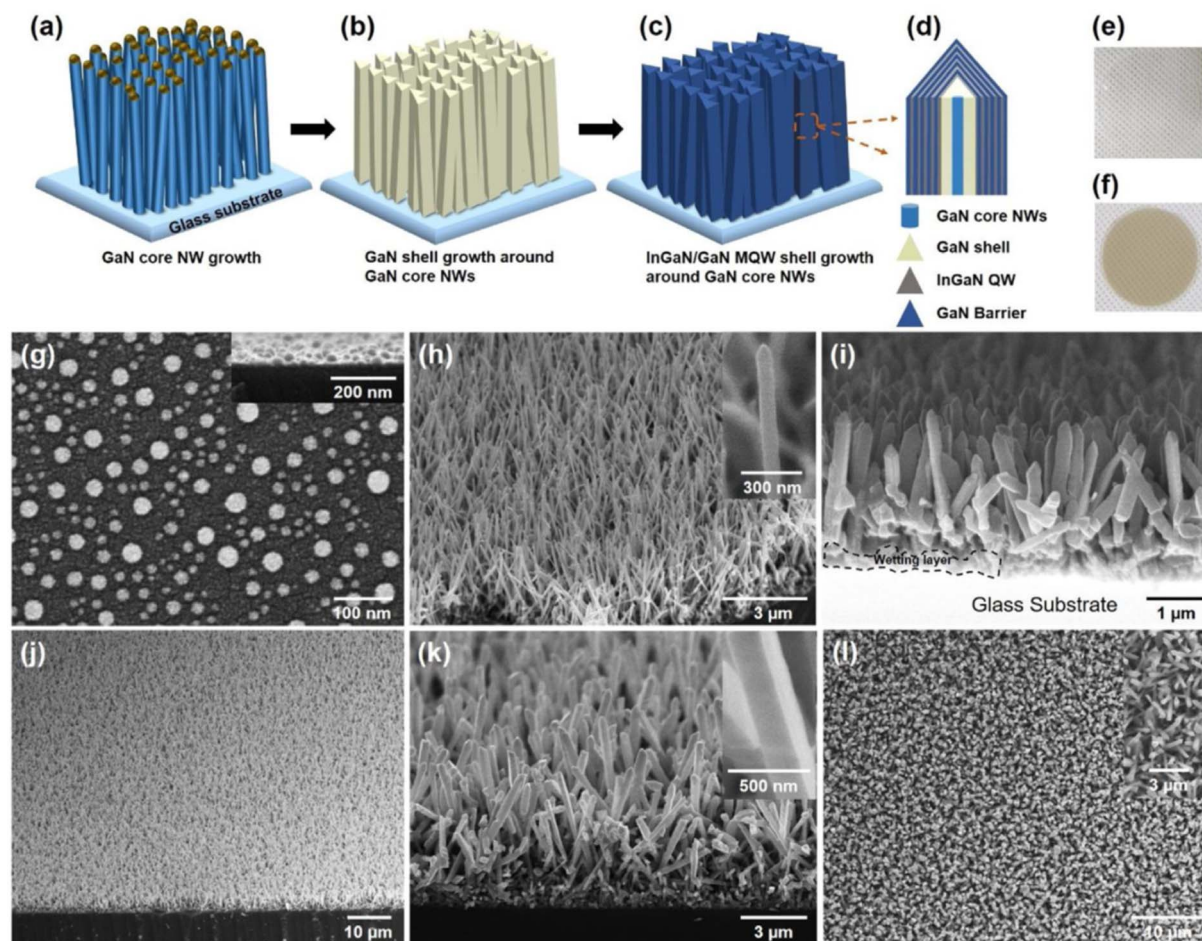 (a)
(b)
(c)
(d)
(e)
(f)
Glass substrate
GaN core NW growth
GaN shell growth around
GaN core NWs
InGaN/GaN MQW shell growth
around GaN core NWs
GaN core NWs
GaN shell
InGaN QW
GaN Barrier
(g)
200 nm
100 nm
(h)
300 nm
3 µm
(i)
Wetting layer
Glass Substrate
1 µm
(j)
10 µm
(k)
500 nm
3 µm
(l)
3 µm
10 µm